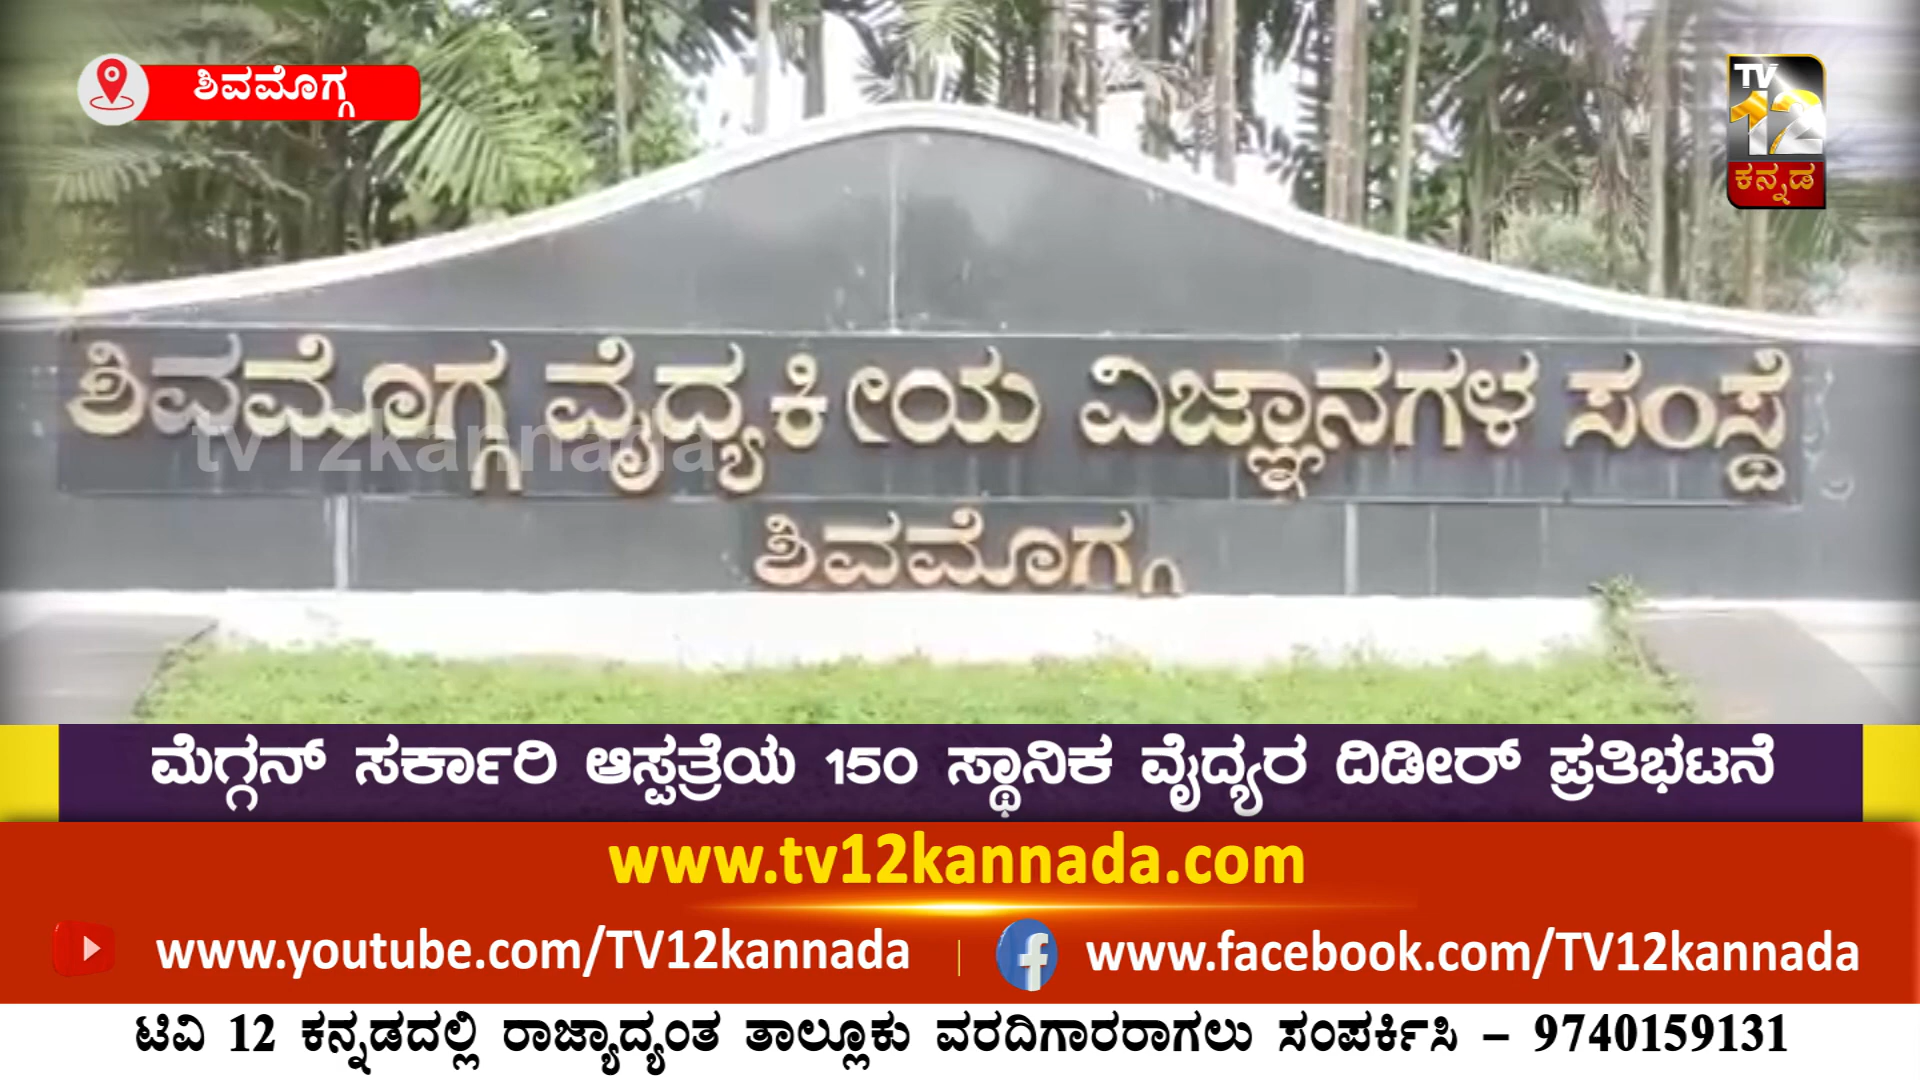 ಶಿವಮೊಗ್ಗ
TV
12
ಕನ್ನಡ
ಶಿವಮೊಗ್ಗ ವೈದ್ಯಕೀಯ ವಿಜ್ಞಾನಗಳ ಸಂಸ್ಥೆ
tv12kannada
ಶಿವಮೊಗ್ಗ
ಮೆಗ್ಗನ್ ಸರ್ಕಾರಿ ಆಸ್ಪತ್ರೆಯ 150 ಸ್ಥಾನಿಕ ವೈದ್ಯರ ದಿಡೀರ್ ಪ್ರತಿಭಟನೆ
www.tv12kannada.com
www.youtube.com/TV12kannada | www.facebook.com/TV12kannada
ಟಿವಿ 12 ಕನ್ನಡದಲ್ಲಿ ರಾಜ್ಯಾದ್ಯಂತ ತಾಲ್ಲೂಕು ವರದಿಗಾರರಾಗಲು ಸಂಪರ್ಕಿಸಿ – 9740159131